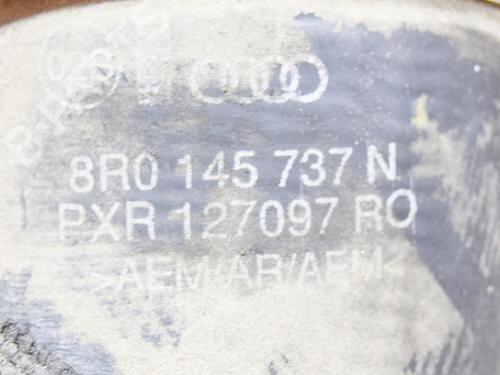 8R0 145 737 N
PXR 127097 RO
>AEM/AR/AEM<